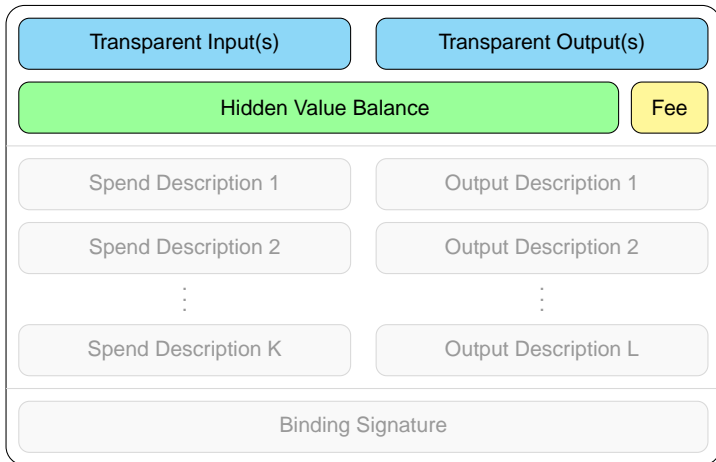 Transparent Input(s)
Transparent Output(s)
Hidden Value Balance
Fee
Spend Description 1
Output Description 1
Spend Description 2
Output Description 2
Spend Description K
Output Description L
Binding Signature